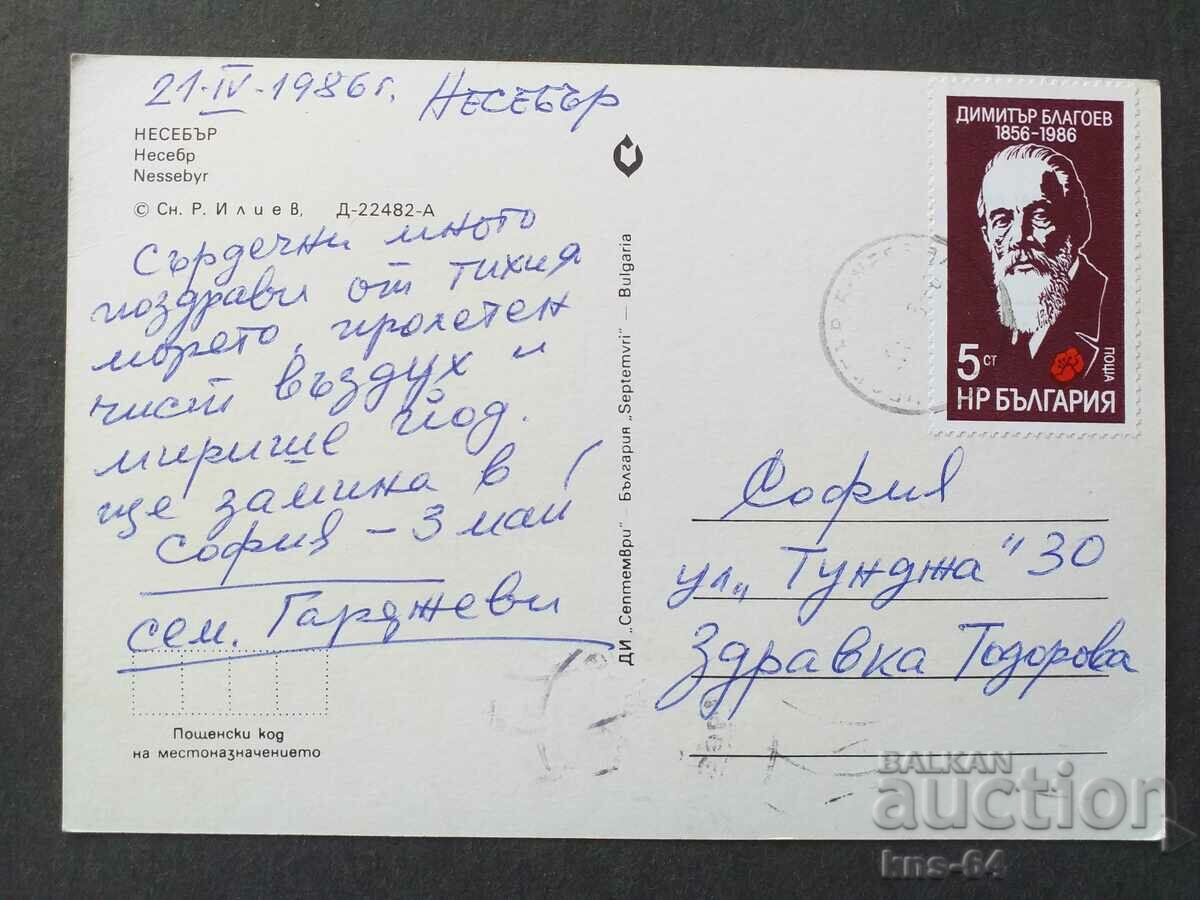 21-IV-1986 г. НЕСЕБЪР
НЕСЕБЪР
Несебр
Nessebyr
© Сн. Р. Илиев, Д-22482-А
Сърдечни много
поздрави от тихия
морето, пролетен
чист въздух и
мирише йод.
ще замина в
София - 3 май
сем. Гарджеви
Пощенски код
на местоназначението
ДИ „Септември" — България „Septemvri" — Bulgaria
ДИМИТЪР БЛАГОЕВ
1856-1986
5 СТ
ПОЩА
НР БЪЛГАРИЯ
София
ул. „Тунджа" 30
Здравка Тодорова
BALKAN
auction
kns-64